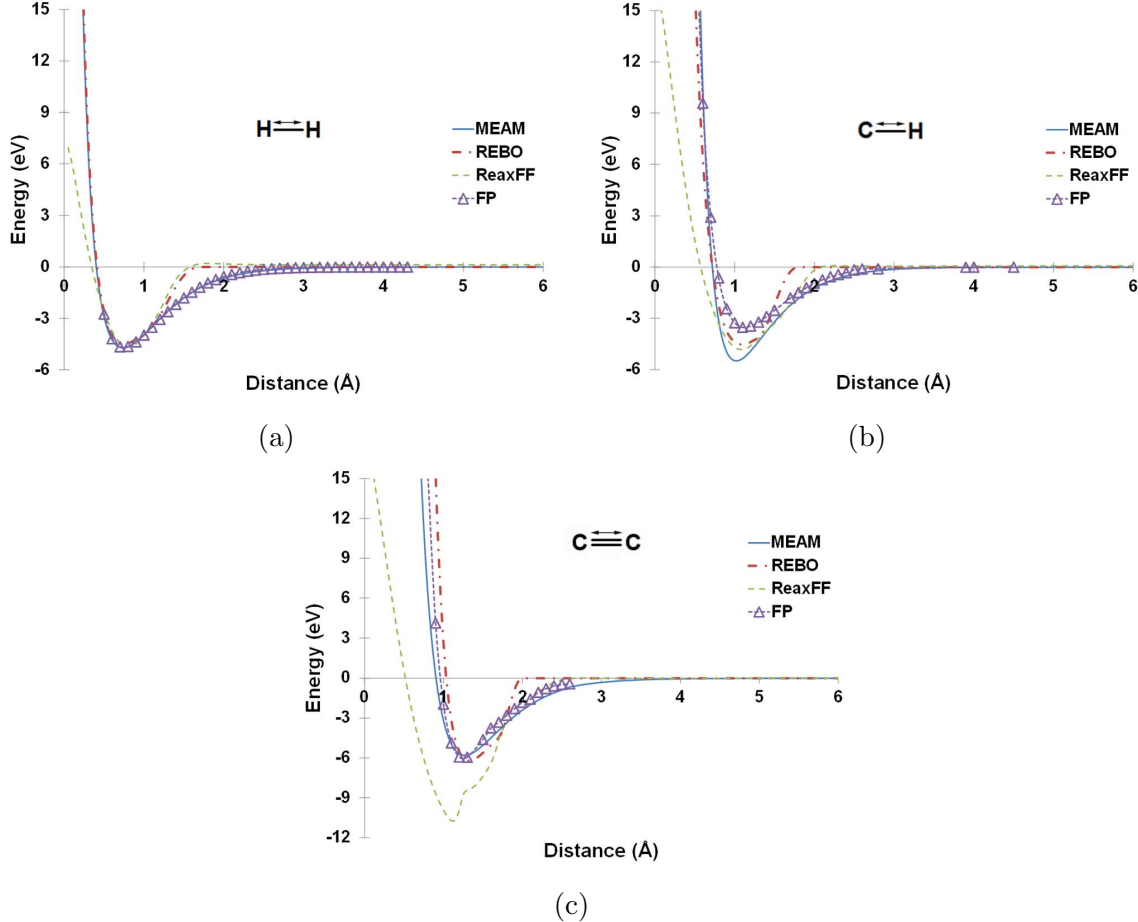 15
12
9
6
3
0
-3
-6
Energy (eV)
0 1 2 3 4 5 6
Distance (Å)
H H
MEAM
REBO
ReaxFF
FP
(a)
15
12
9
6
3
0
-3
-6
Energy (eV)
0 1 2 3 4 5 6
Distance (Å)
C H
MEAM
REBO
ReaxFF
FP
(b)
15
12
9
6
3
0
-3
-6
-9
-12
Energy (eV)
0 1 2 3 4 5 6
Distance (Å)
C C
MEAM
REBO
ReaxFF
FP
(c)